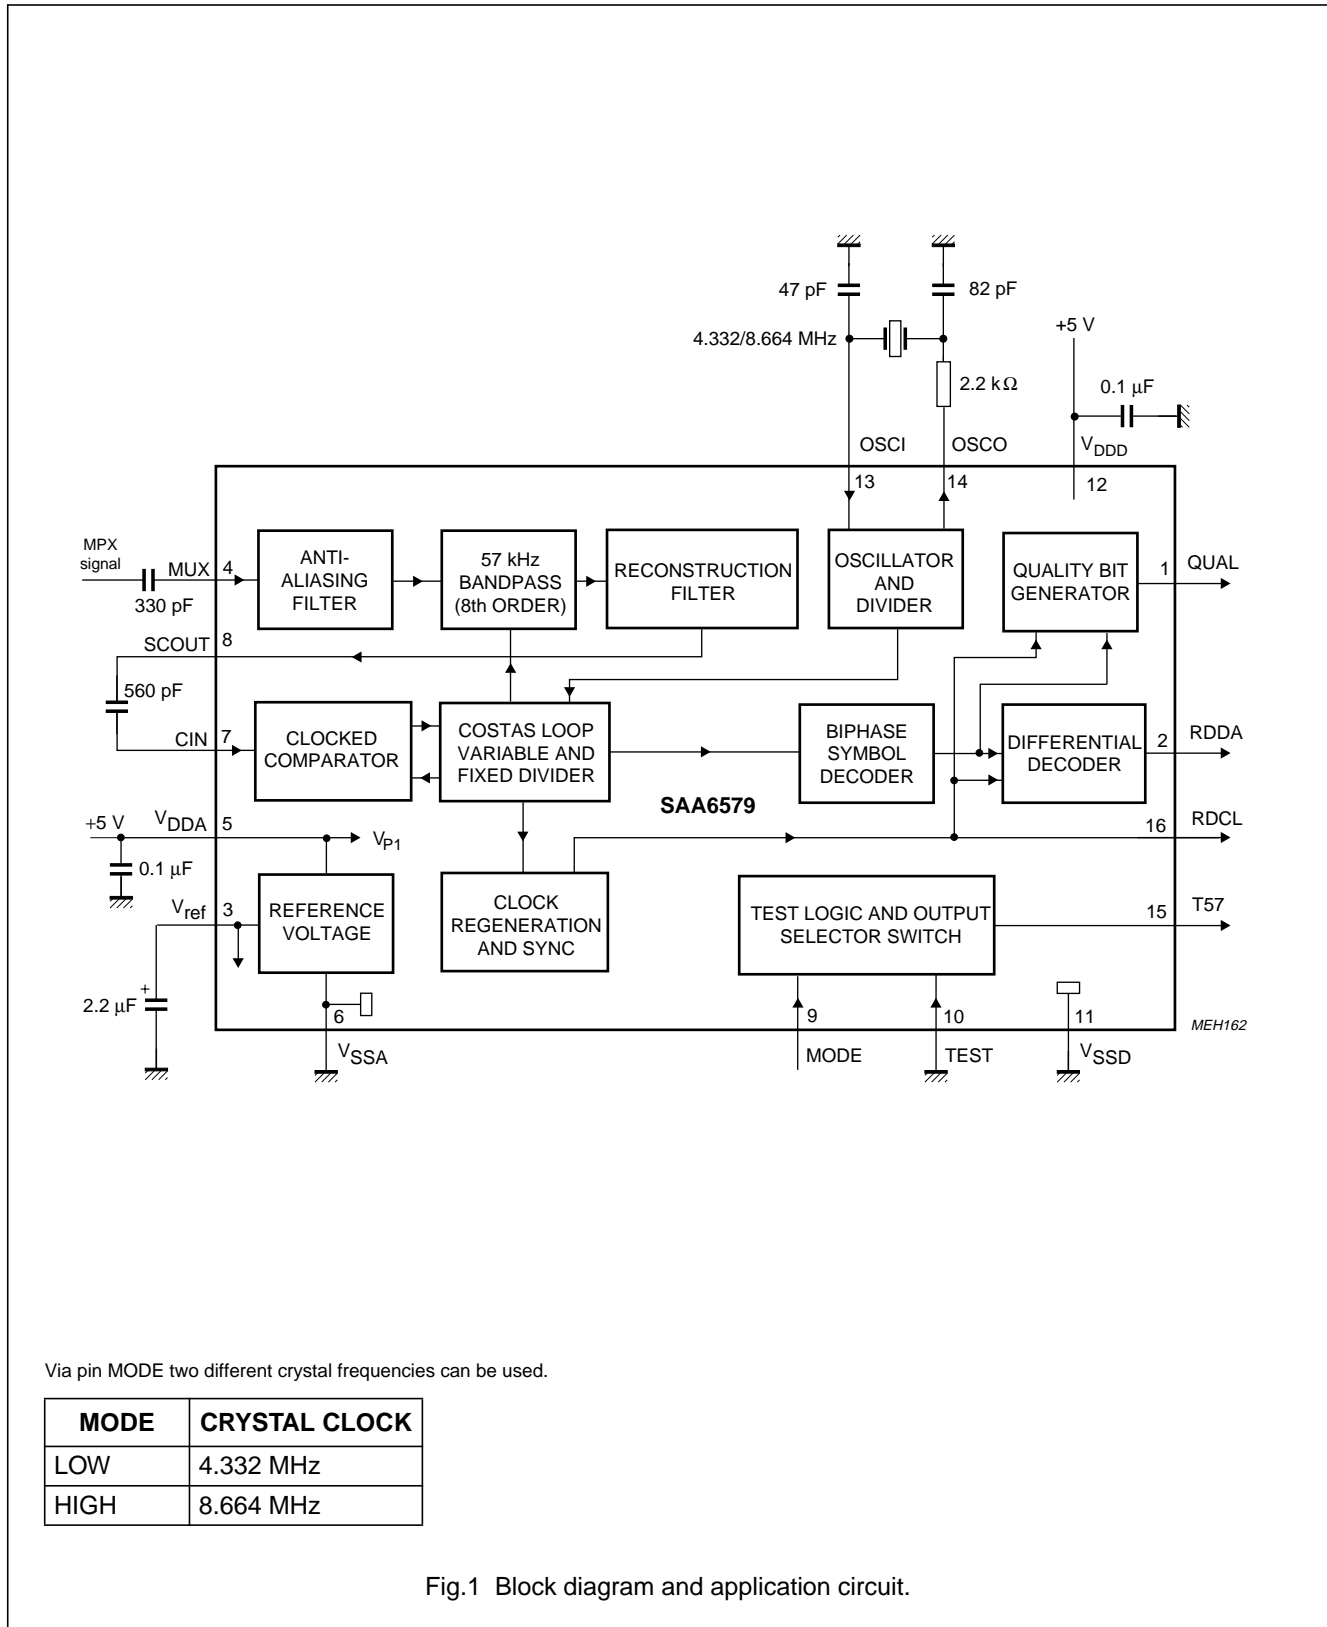 47 pF
82 pF
4.332/8.664 MHz
2.2 kΩ
+5 V
0.1 µF
OSCI
OSCO
VDDD
13
14
12
MPX
signal
MUX
4
330 pF
ANTI-
ALIASING
FILTER
57 kHz
BANDPASS
(8th ORDER)
RECONSTRUCTION
FILTER
OSCILLATOR
AND
DIVIDER
QUALITY BIT
GENERATOR
1
QUAL
SCOUT
8
560 pF
CIN
7
CLOCKED
COMPARATOR
COSTAS LOOP
VARIABLE AND
FIXED DIVIDER
BIPHASE
SYMBOL
DECODER
DIFFERENTIAL
DECODER
2
RDDA
SAA6579
+5 V
VDDA
5
VP1
16
RDCL
0.1 µF
Vref
3
REFERENCE
VOLTAGE
CLOCK
REGENERATION
AND SYNC
TEST LOGIC AND OUTPUT
SELECTOR SWITCH
15
T57
2.2 µF
+
6
9
10
11
MEH162
VSSA
MODE
TEST
VSSD
Via pin MODE two different crystal frequencies can be used.
MODE CRYSTAL CLOCK
LOW 4.332 MHz
HIGH 8.664 MHz
Fig.1 Block diagram and application circuit.